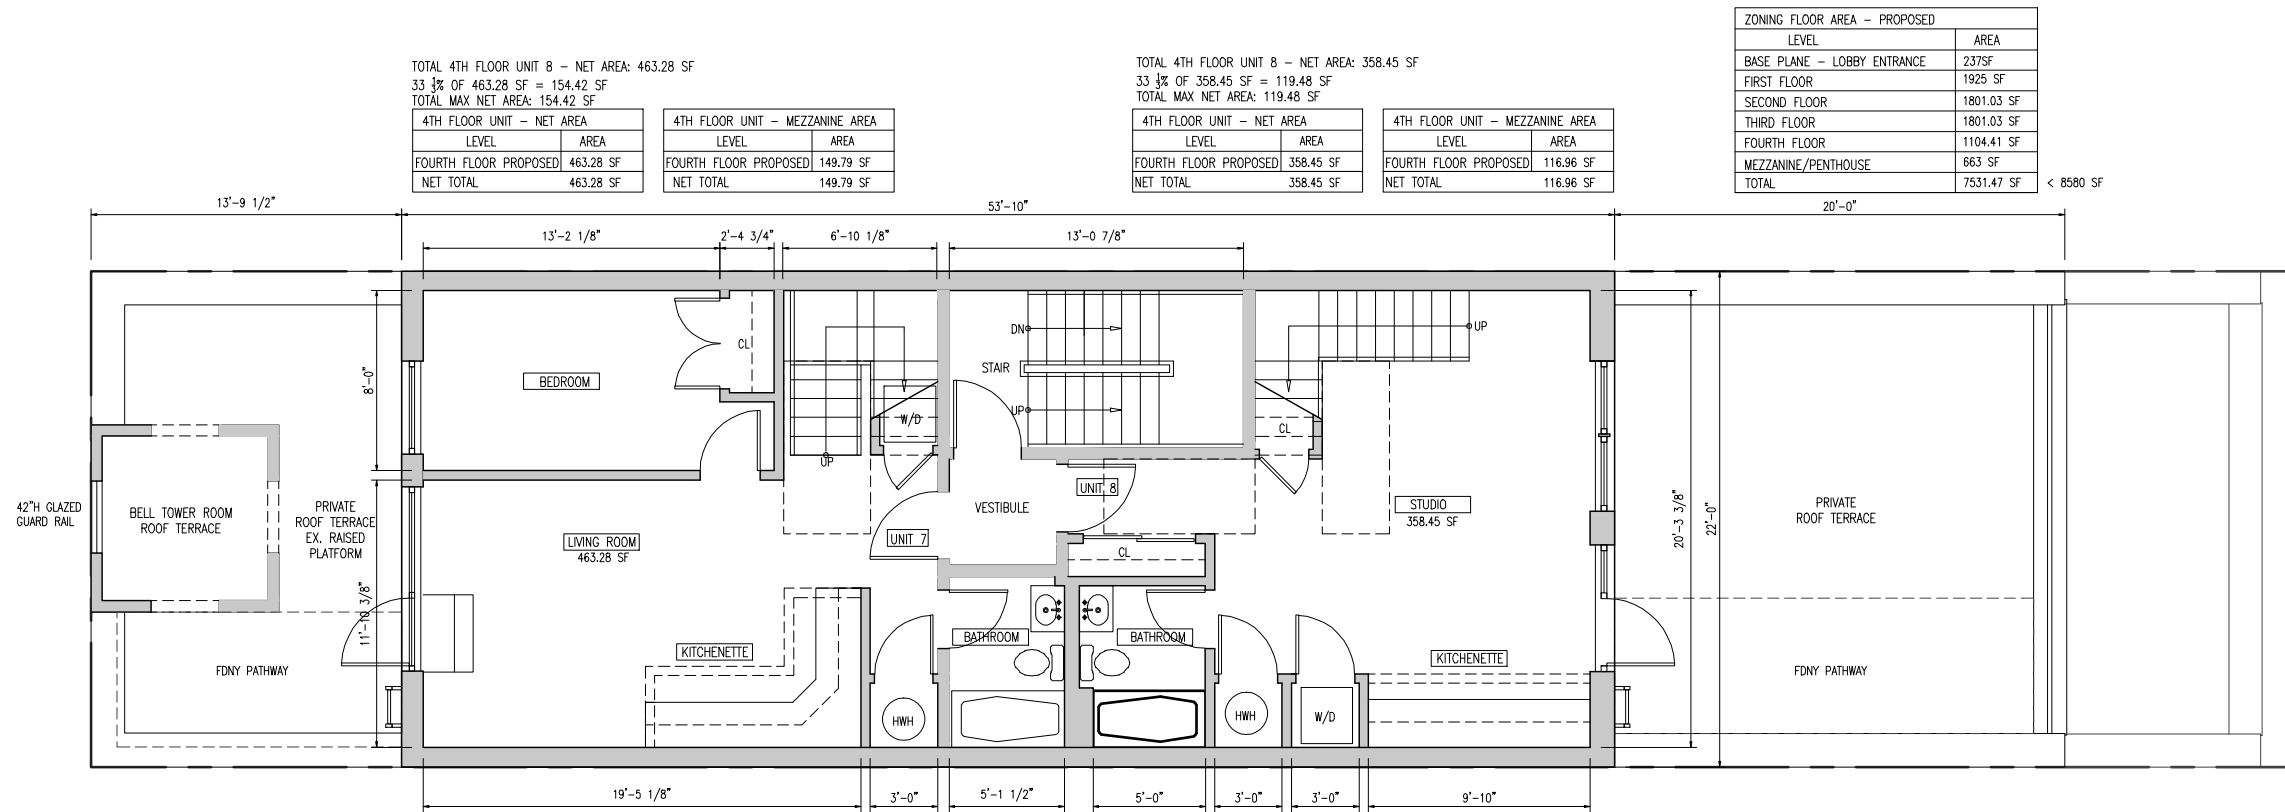 ZONING FLOOR AREA – PROPOSED
LEVEL AREA
BASE PLANE – LOBBY ENTRANCE 237SF
FIRST FLOOR 1925 SF
SECOND FLOOR 1801.03 SF
THIRD FLOOR 1801.03 SF
FOURTH FLOOR 1104.41 SF
MEZZANINE/PENTHOUSE 663 SF
TOTAL 7531.47 SF < 8580 SF
TOTAL 4TH FLOOR UNIT 8 – NET AREA: 463.28 SF
33 ⅓% OF 463.28 SF = 154.42 SF
TOTAL MAX NET AREA: 154.42 SF
4TH FLOOR UNIT – NET AREA
LEVEL AREA
FOURTH FLOOR PROPOSED 463.28 SF
NET TOTAL 463.28 SF
4TH FLOOR UNIT – MEZZANINE AREA
LEVEL AREA
FOURTH FLOOR PROPOSED 149.79 SF
NET TOTAL 149.79 SF
TOTAL 4TH FLOOR UNIT 8 – NET AREA: 358.45 SF
33 ⅓% OF 358.45 SF = 119.48 SF
TOTAL MAX NET AREA: 119.48 SF
4TH FLOOR UNIT – NET AREA
LEVEL AREA
FOURTH FLOOR PROPOSED 358.45 SF
NET TOTAL 358.45 SF
4TH FLOOR UNIT – MEZZANINE AREA
LEVEL AREA
FOURTH FLOOR PROPOSED 116.96 SF
NET TOTAL 116.96 SF
13'-9 1/2" 53'-10" 20'-0"
13'-2 1/8" 2'-4 3/4" 6'-10 1/8" 13'-0 7/8"
DN
UP
CL
STAIR
BEDROOM
8'-0"
UP
W/D
CL
UP
42"H GLAZED
GUARD RAIL
BELL TOWER ROOM
ROOF TERRACE
PRIVATE
ROOF TERRACE
EX. RAISED
PLATFORM
UNIT 8
VESTIBULE
STUDIO
358.45 SF
PRIVATE
ROOF TERRACE
20'-3 3/8"
22'-0"
LIVING ROOM
463.28 SF
UNIT 7
CL
11'-10 3/8"
BATHROOM
BATHROOM
KITCHENETTE
KITCHENETTE
FDNY PATHWAY
FDNY PATHWAY
HWH
HWH
W/D
19'-5 1/8" 3'-0" 5'-1 1/2" 5'-0" 3'-0" 3'-0" 9'-10"